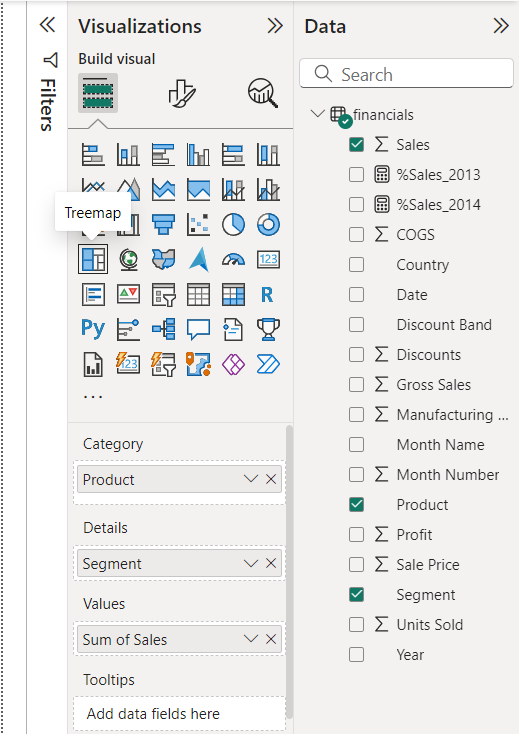 Filters
Visualizations
Build visual
Treemap
123
R
Py
123
...
Category
Product
Details
Segment
Values
Sum of Sales
Tooltips
Add data fields here
Data
Search
financials
Σ Sales
%Sales_2013
%Sales_2014
Σ COGS
Country
Date
Discount Band
Σ Discounts
Σ Gross Sales
Σ Manufacturing ...
Month Name
Σ Month Number
Product
Σ Profit
Σ Sale Price
Segment
Σ Units Sold
Year